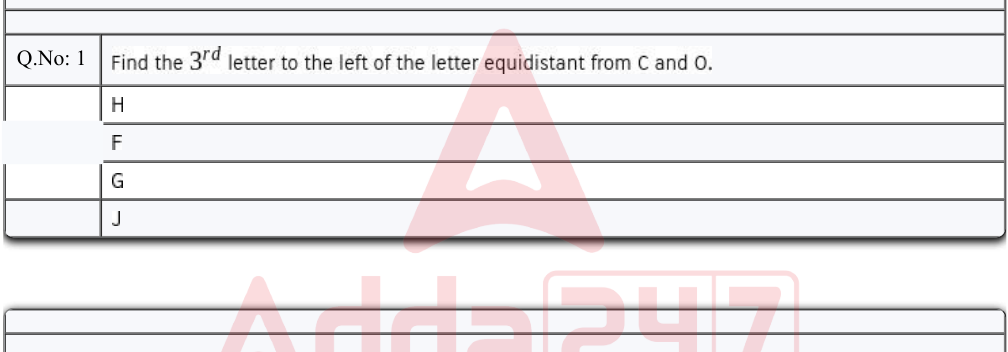 Q.No: 1 Find the 3rd letter to the left of the letter equidistant from C and O.
H
F
G
J
Adda247